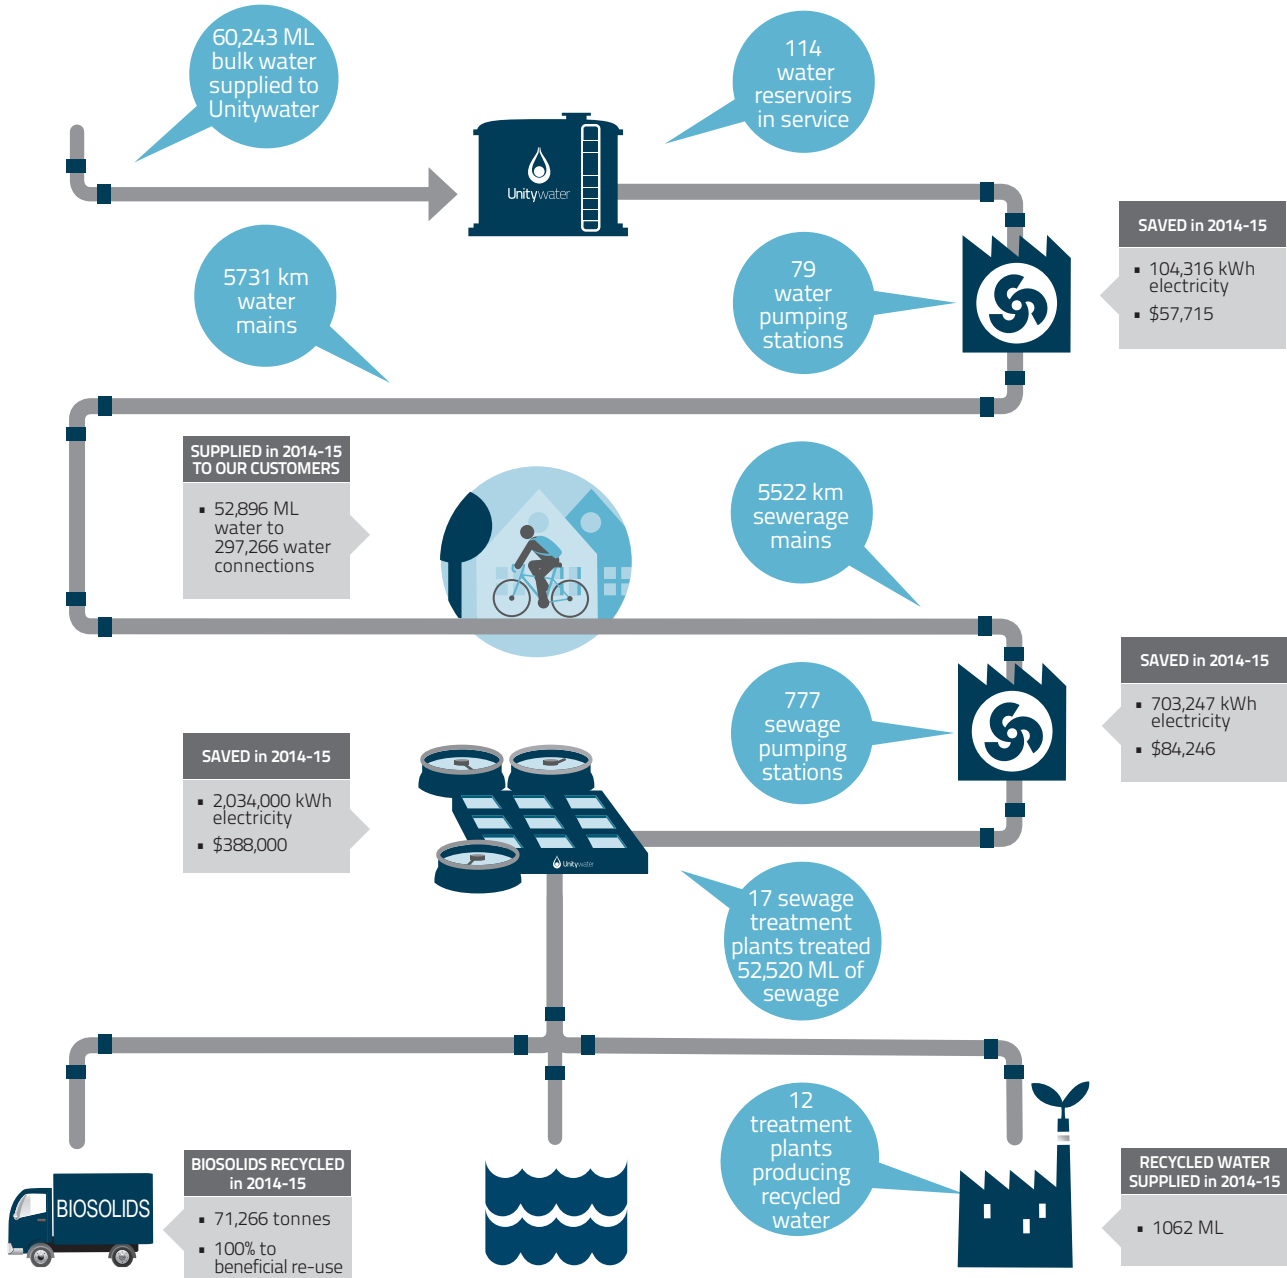 60,243 ML
bulk water
supplied to
Unitywater
114
water
reservoirs
in service
Unitywater
SAVED in 2014-15
▪ 104,316 kWh
electricity
▪ $57,715
5731 km
water
mains
79
water
pumping
stations
SUPPLIED in 2014-15
TO OUR CUSTOMERS
▪ 52,896 ML
water to
297,266 water
connections
5522 km
sewerage
mains
777
sewage
pumping
stations
SAVED in 2014-15
▪ 703,247 kWh
electricity
▪ $84,246
SAVED in 2014-15
▪ 2,034,000 kWh
electricity
▪ $388,000
Unitywater
17 sewage
treatment
plants treated
52,520 ML of
sewage
BIOSOLIDS
BIOSOLIDS RECYCLED
in 2014-15
▪ 71,266 tonnes
▪ 100% to
beneficial re-use
12
treatment
plants
producing
recycled
water
RECYCLED WATER
SUPPLIED in 2014-15
▪ 1062 ML